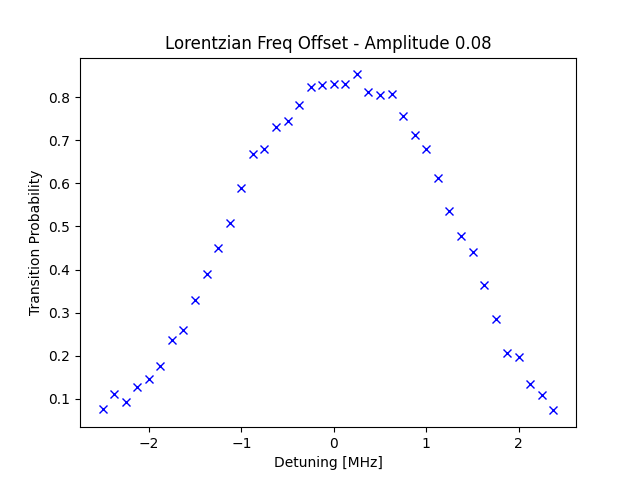 Lorentzian Freq Offset - Amplitude 0.08
Transition Probability
0.8
0.7
0.6
0.5
0.4
0.3
0.2
0.1
−2 −1 0 1 2
Detuning [MHz]